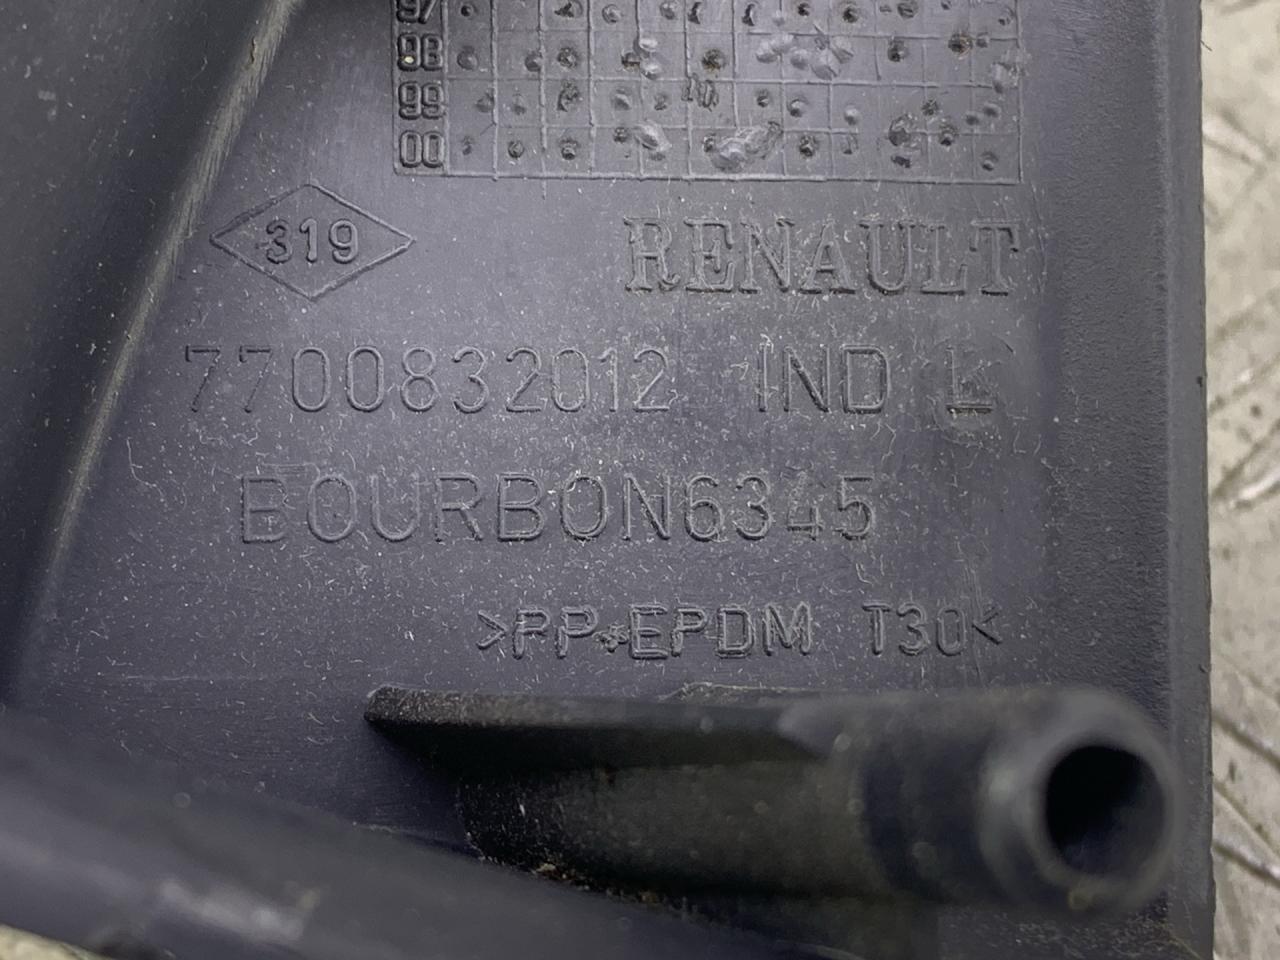 97
98
99
00
319
RENAULT
7700832012 IND
BOURBON6345
>PP+EPDM T30<